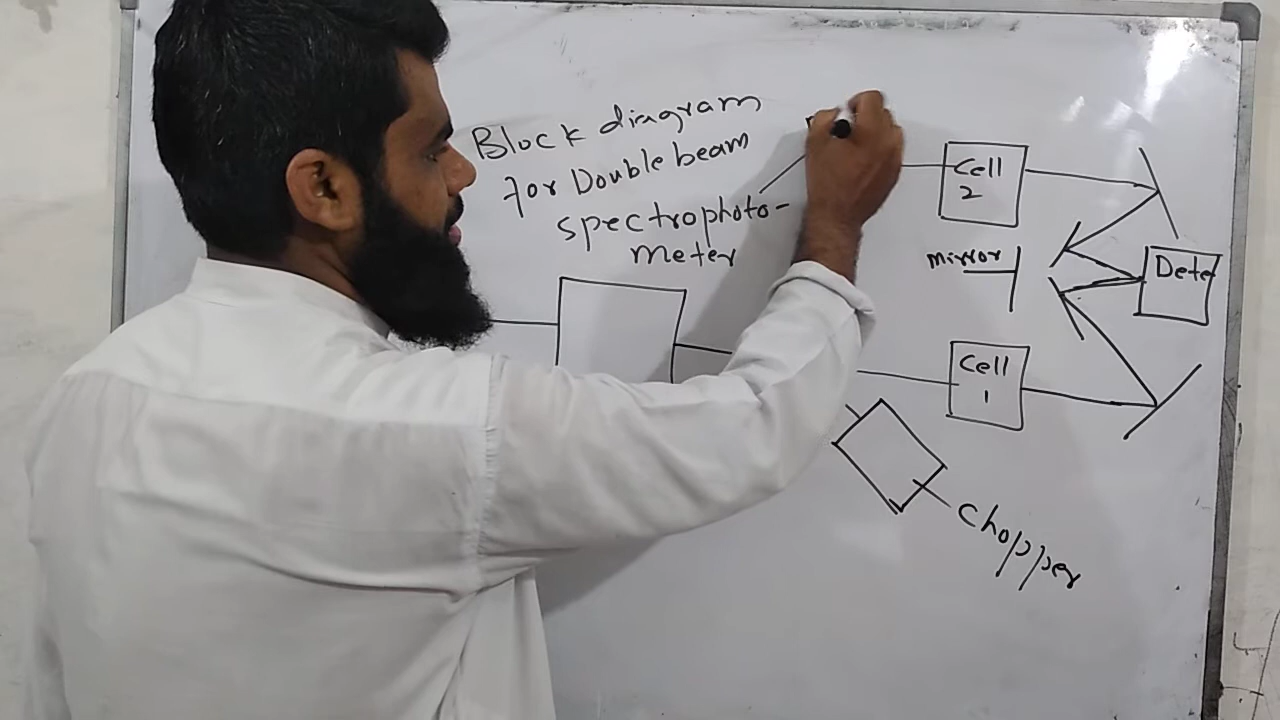 Block diagram
for Double beam
spectrophoto-
meter
Cell
2
mirror
Dete
Cell
1
Chopper